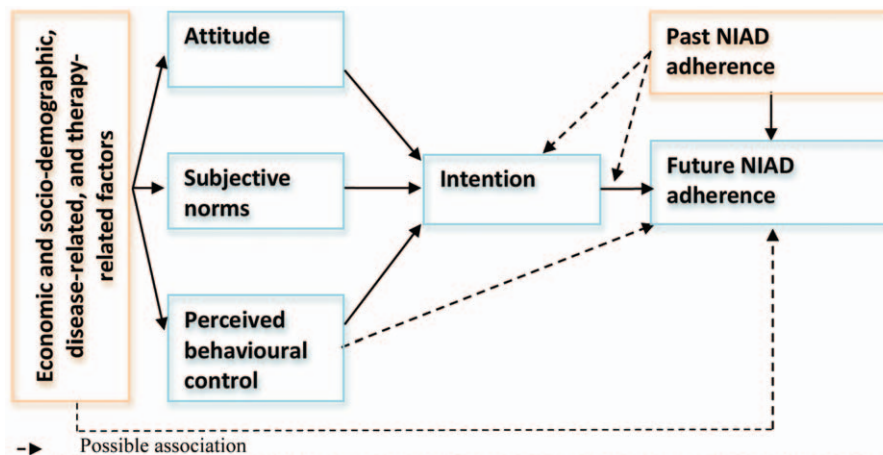 Economic and socio-demographic,
disease-related, and therapy-
related factors
Attitude
Subjective
norms
Perceived
behavioural
control
Intention
Past NIAD
adherence
Future NIAD
adherence
Possible association